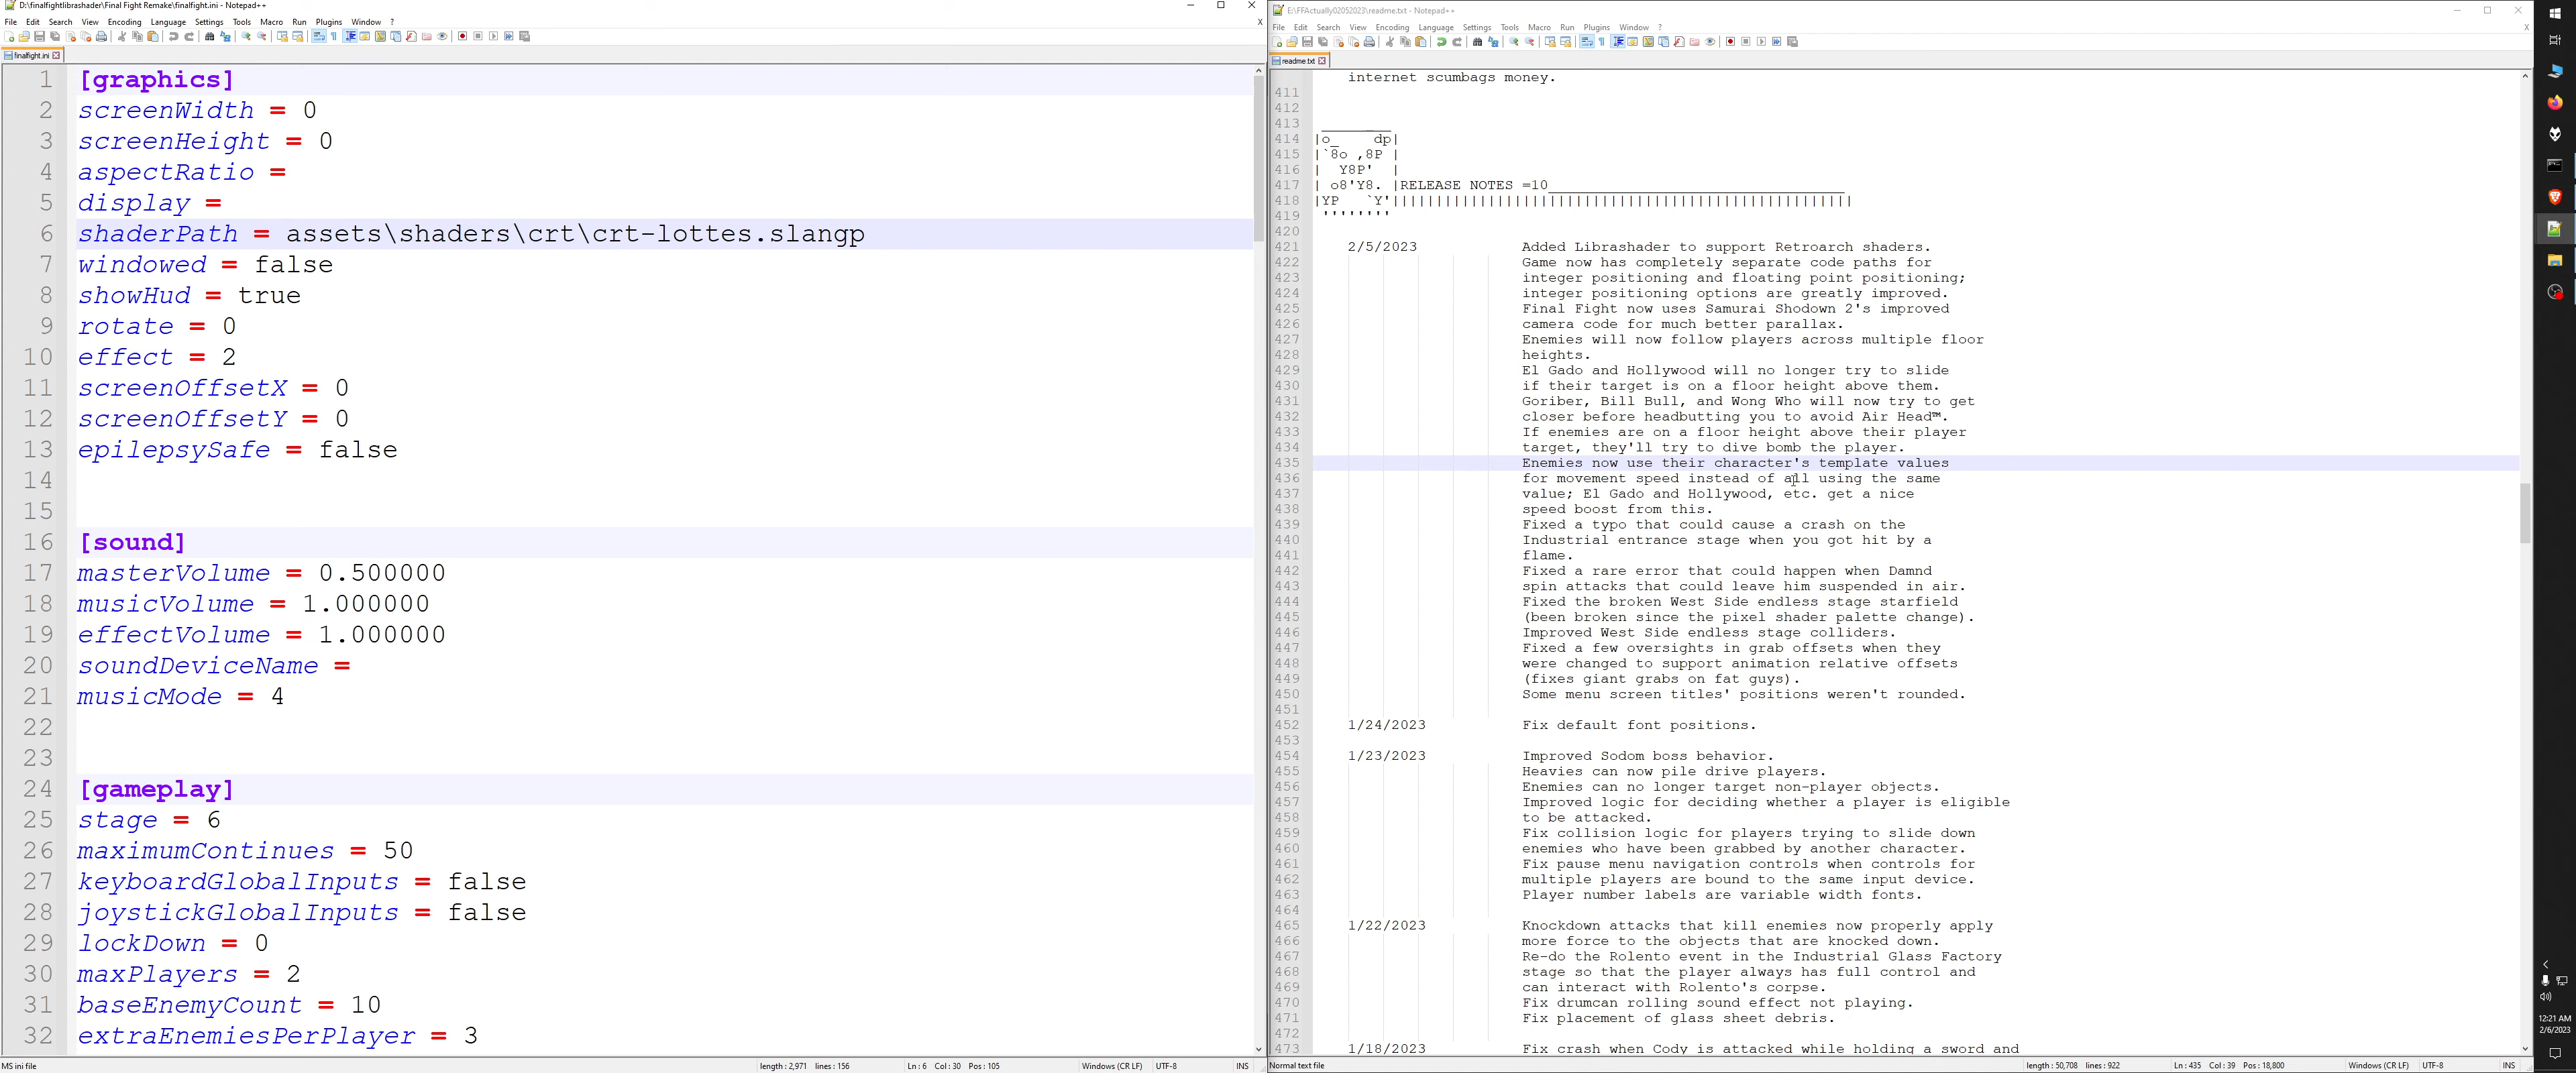 D:\finalfightlibrashader\Final Fight Remake\finalfight.ini - Notepad++
File Edit Search View Encoding Language Settings Tools Macro Run Plugins Window ? X
finalfight.ini
1 [graphics]
2 screenWidth = 0
3 screenHeight = 0
4 aspectRatio =
5 display =
6 shaderPath = assets\shaders\crt\crt-lottes.slangp
7 windowed = false
8 showHud = true
9 rotate = 0
10 effect = 2
11 screenOffsetX = 0
12 screenOffsetY = 0
13 epilepsySafe = false
14
15
16 [sound]
17 masterVolume = 0.500000
18 musicVolume = 1.000000
19 effectVolume = 1.000000
20 soundDeviceName =
21 musicMode = 4
22
23
24 [gameplay]
25 stage = 6
26 maximumContinues = 50
27 keyboardGlobalInputs = false
28 joystickGlobalInputs = false
29 lockDown = 0
30 maxPlayers = 2
31 baseEnemyCount = 10
32 extraEnemiesPerPlayer = 3
MS ini file length : 2,971 lines : 156 Ln : 6 Col : 30 Pos : 105 Windows (CR LF) UTF-8 INS
E:\FFActually02052023\readme.txt - Notepad++
File Edit Search View Encoding Language Settings Tools Macro Run Plugins Window ? X
readme.txt
internet scumbags money.
411
412
413 ________
414 |o_    dp|
415 |`8o ,8P |
416 |  Y8P'  |
417 | o8'Y8. |RELEASE NOTES =10__________________________________
418 |YP   `Y'|||||||||||||||||||||||||||||||||||||||||||||||||||||
419 ''''''''
420
421 2/5/2023 Added Librashader to support Retroarch shaders.
422 Game now has completely separate code paths for
423 integer positioning and floating point positioning;
424 integer positioning options are greatly improved.
425 Final Fight now uses Samurai Shodown 2's improved
426 camera code for much better parallax.
427 Enemies will now follow players across multiple floor
428 heights.
429 El Gado and Hollywood will no longer try to slide
430 if their target is on a floor height above them.
431 Goriber, Bill Bull, and Wong Who will now try to get
432 closer before headbutting you to avoid Air Head™.
433 If enemies are on a floor height above their player
434 target, they'll try to dive bomb the player.
435 Enemies now use their character's template values
436 for movement speed instead of all using the same
437 value; El Gado and Hollywood, etc. get a nice
438 speed boost from this.
439 Fixed a typo that could cause a crash on the
440 Industrial entrance stage when you got hit by a
441 flame.
442 Fixed a rare error that could happen when Damnd
443 spin attacks that could leave him suspended in air.
444 Fixed the broken West Side endless stage starfield
445 (been broken since the pixel shader palette change).
446 Improved West Side endless stage colliders.
447 Fixed a few oversights in grab offsets when they
448 were changed to support animation relative offsets
449 (fixes giant grabs on fat guys).
450 Some menu screen titles' positions weren't rounded.
451
452 1/24/2023 Fix default font positions.
453
454 1/23/2023 Improved Sodom boss behavior.
455 Heavies can now pile drive players.
456 Enemies can no longer target non-player objects.
457 Improved logic for deciding whether a player is eligible
458 to be attacked.
459 Fix collision logic for players trying to slide down
460 enemies who have been grabbed by another character.
461 Fix pause menu navigation controls when controls for
462 multiple players are bound to the same input device.
463 Player number labels are variable width fonts.
464
465 1/22/2023 Knockdown attacks that kill enemies now properly apply
466 more force to the objects that are knocked down.
467 Re-do the Rolento event in the Industrial Glass Factory
468 stage so that the player always has full control and
469 can interact with Rolento's corpse.
470 Fix drumcan rolling sound effect not playing.
471 Fix placement of glass sheet debris.
472
473 1/18/2023 Fix crash when Cody is attacked while holding a sword and
Normal text file length : 50,708 lines : 922 Ln : 435 Col : 39 Pos : 18,800 Windows (CR LF) UTF-8 INS
12:21 AM
2/6/2023